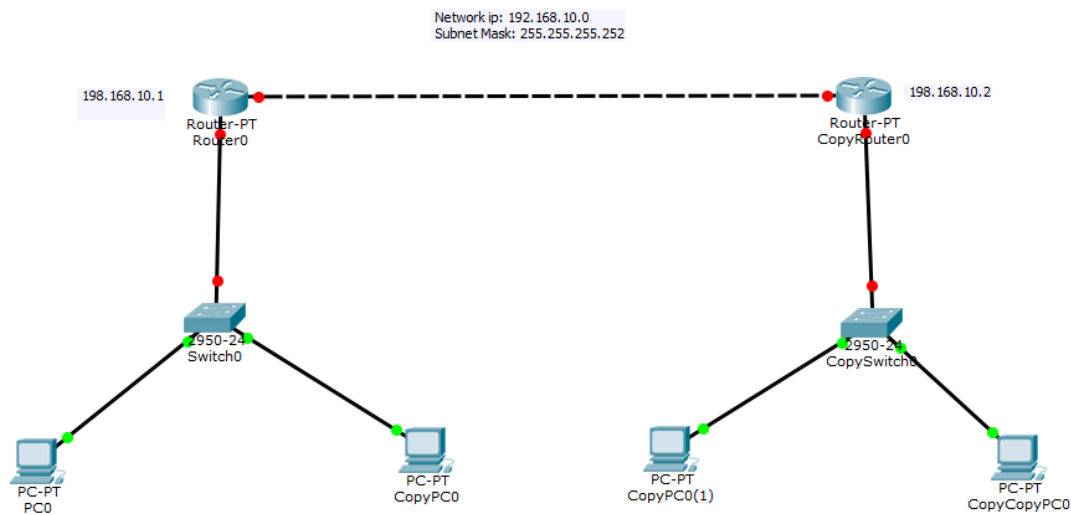 Network ip: 192.168.10.0
Subnet Mask: 255.255.255.252
198.168.10.1
198.168.10.2
Router-PT
Router0
Router-PT
CopyRouter0
2950-24
Switch0
2950-24
CopySwitch0
PC-PT
PC0
PC-PT
CopyPC0
PC-PT
CopyPC0(1)
PC-PT
CopyCopyPC0